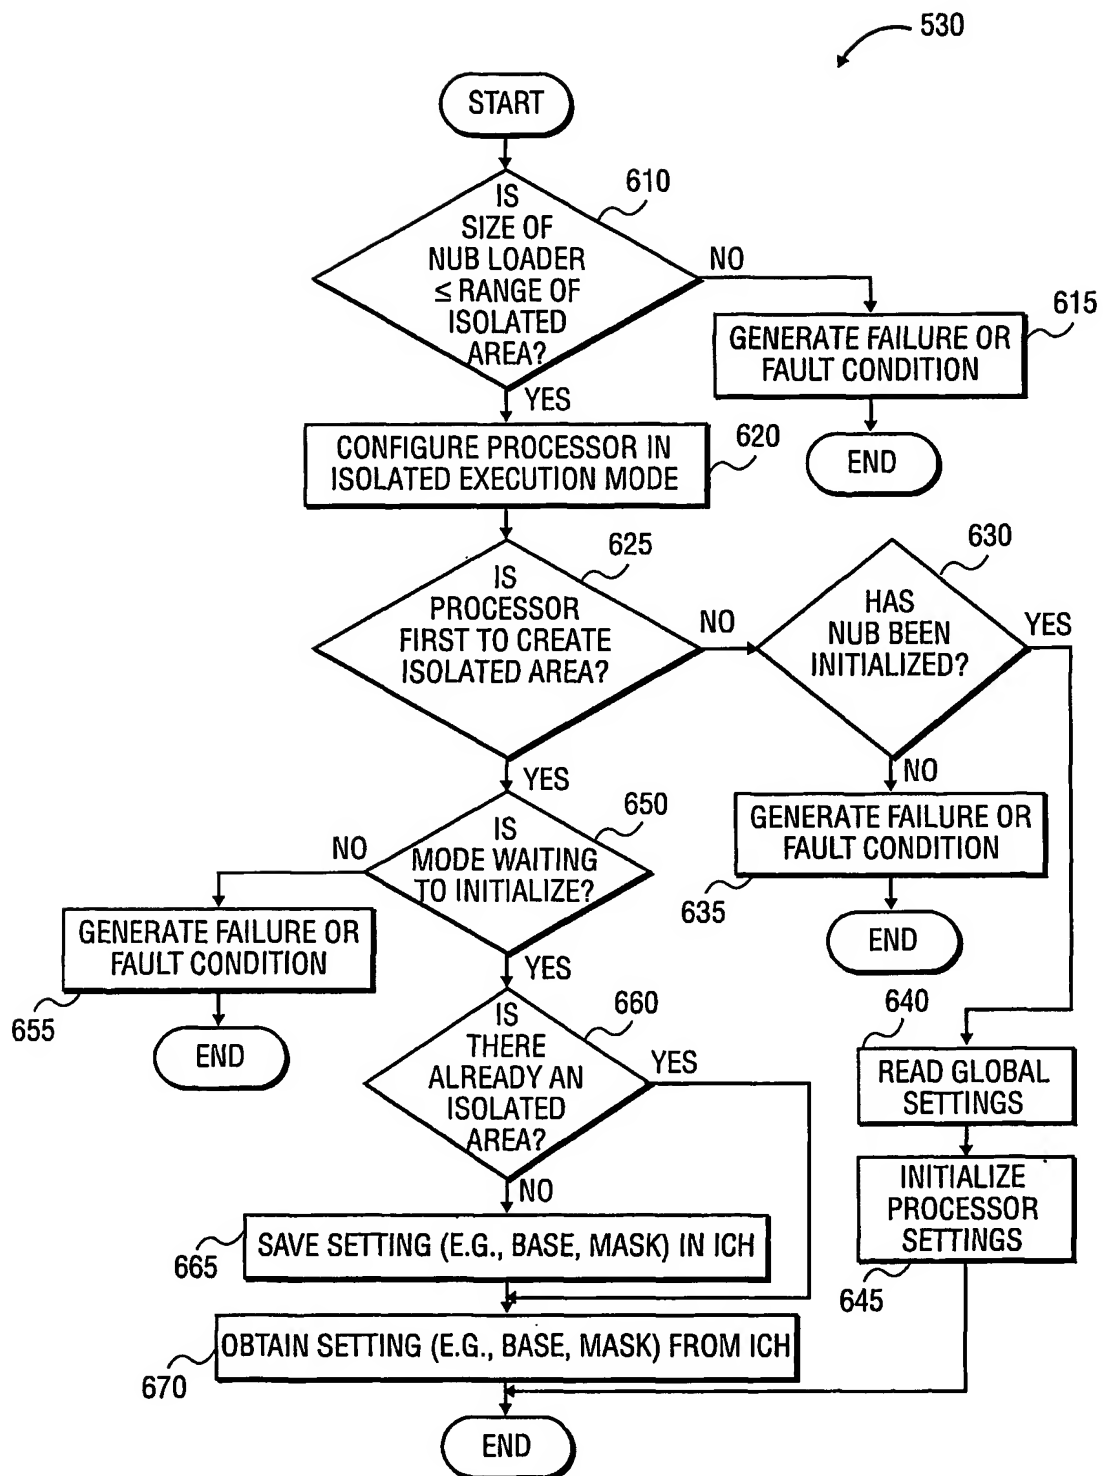 530
START
610
IS
SIZE OF
NUB LOADER
≤ RANGE OF
ISOLATED
AREA?
NO
YES
615
GENERATE FAILURE OR
FAULT CONDITION
END
620
CONFIGURE PROCESSOR IN
ISOLATED EXECUTION MODE
625
IS
PROCESSOR
FIRST TO CREATE
ISOLATED AREA?
NO
YES
630
HAS
NUB BEEN
INITIALIZED?
YES
NO
GENERATE FAILURE OR
FAULT CONDITION
635
END
650
IS
MODE WAITING
TO INITIALIZE?
NO
YES
GENERATE FAILURE OR
FAULT CONDITION
655
END
660
IS
THERE
ALREADY AN
ISOLATED
AREA?
YES
NO
640
READ GLOBAL
SETTINGS
INITIALIZE
PROCESSOR
SETTINGS
645
SAVE SETTING (E.G., BASE, MASK) IN ICH
665
OBTAIN SETTING (E.G., BASE, MASK) FROM ICH
670
END